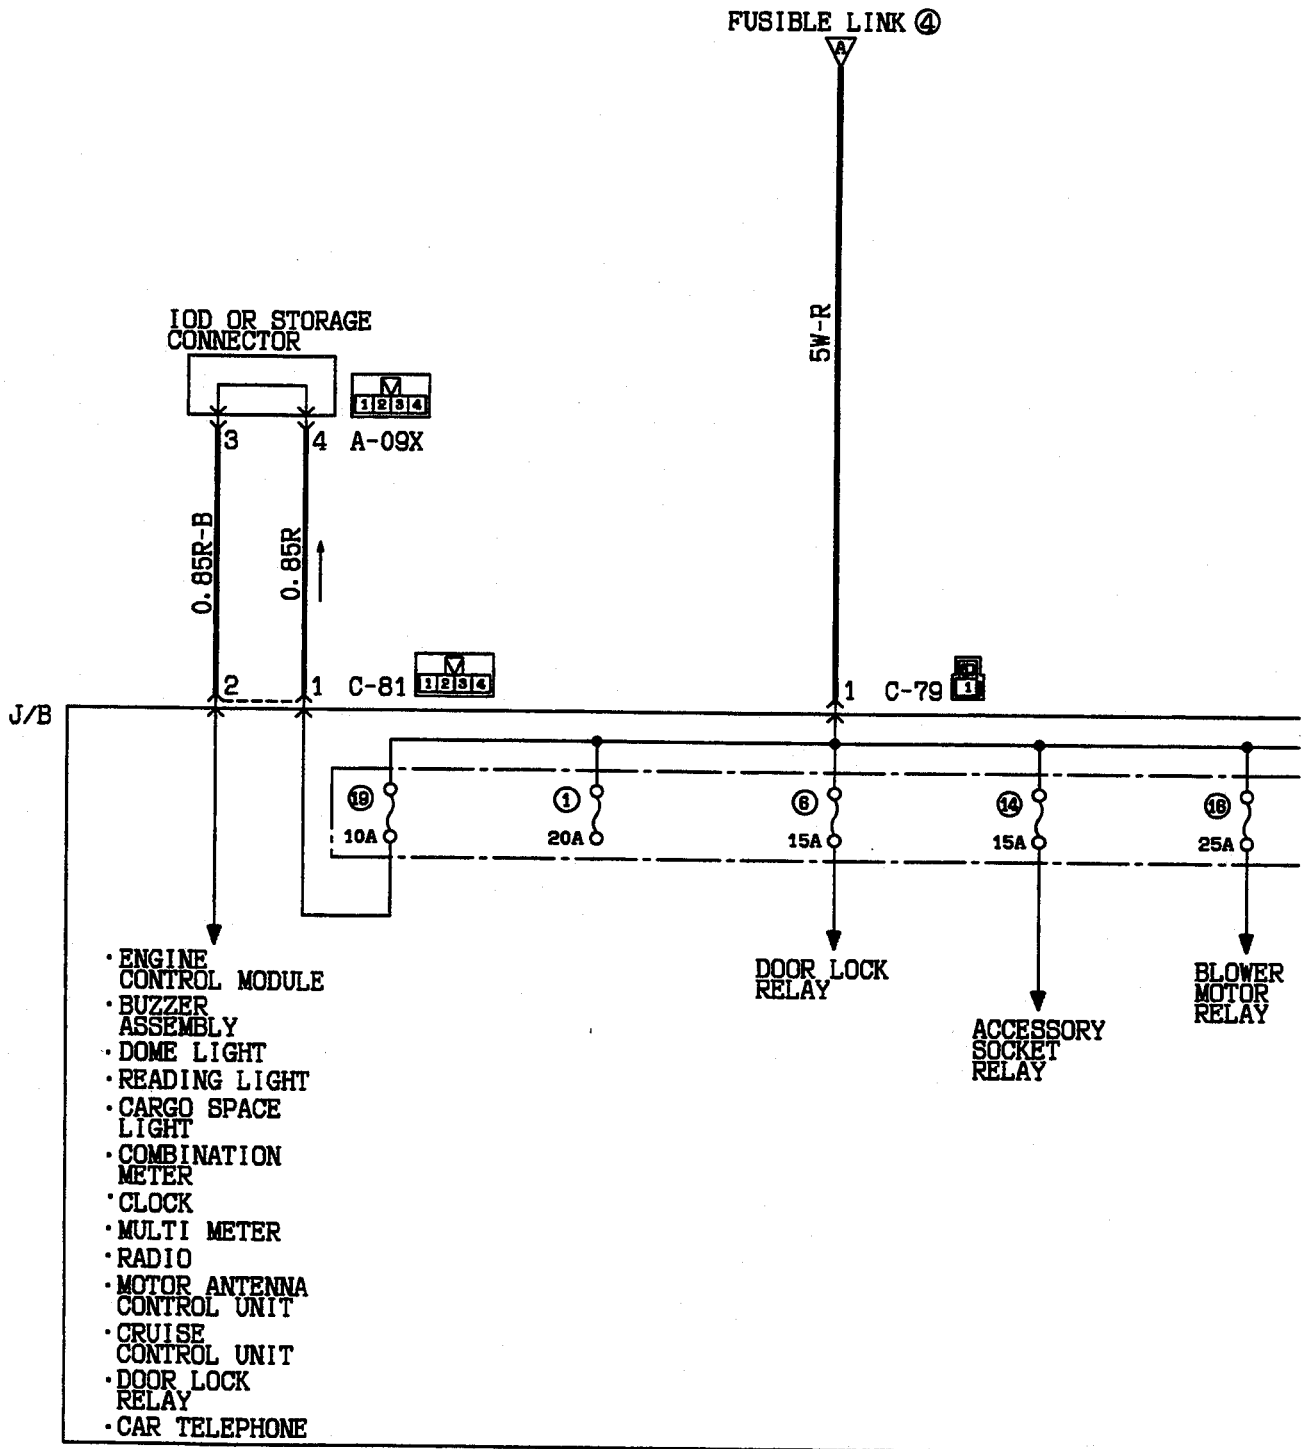 FUSIBLE LINK ④
A
5W-R
IOD OR STORAGE
CONNECTOR
1 2 3 4
3 4 A-09X
0.85R-B
0.85R
2 1 C-81 1 2 3 4
1 C-79 1
J/B
⑲ ① ⑥ ⑭ ⑯
10A 20A 15A 15A 25A
· ENGINE
CONTROL MODULE
· BUZZER
ASSEMBLY
· DOME LIGHT
· READING LIGHT
· CARGO SPACE
LIGHT
· COMBINATION
METER
· CLOCK
· MULTI METER
· RADIO
· MOTOR ANTENNA
CONTROL UNIT
· CRUISE
CONTROL UNIT
· DOOR LOCK
RELAY
· CAR TELEPHONE
DOOR LOCK
RELAY
ACCESSORY
SOCKET
RELAY
BLOWER
MOTOR
RELAY